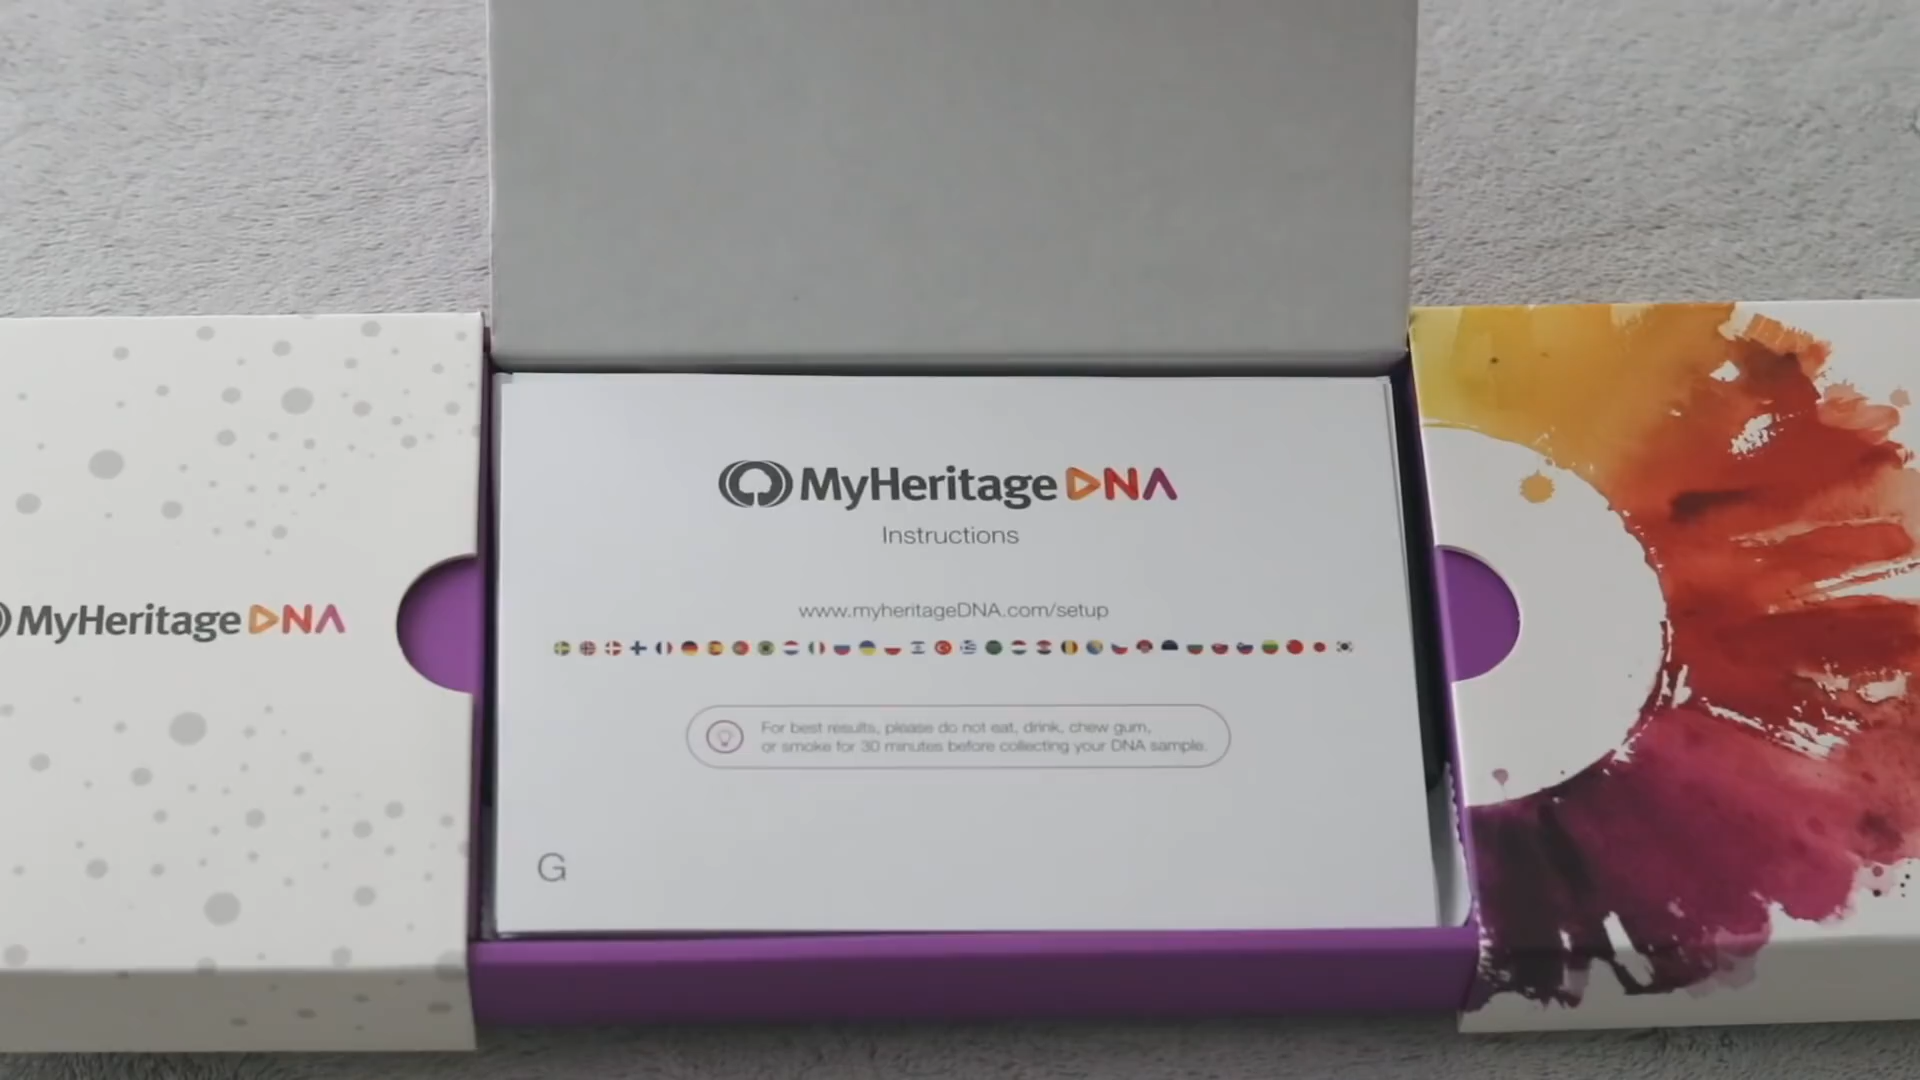 MyHeritage DNA
Instructions
www.myheritageDNA.com/setup
For best results, please do not eat, drink, chew gum,
or smoke for 30 minutes before collecting your DNA sample.
G
MyHeritage DNA